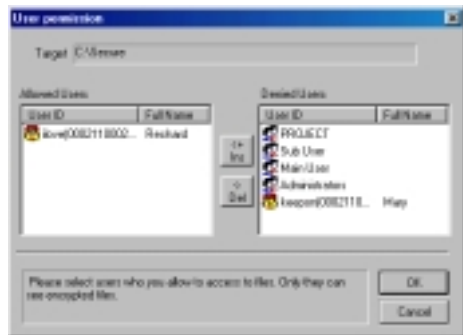 User permission
Target C:\
Allowed Users
User ID Full Name
Denied Users
User ID Full Name
PROJECT
Sub User
Main User
Administrators
Mary
Ins
Del
Please select users who you allow to access to files. Only they can
see encrypted files.
OK
Cancel